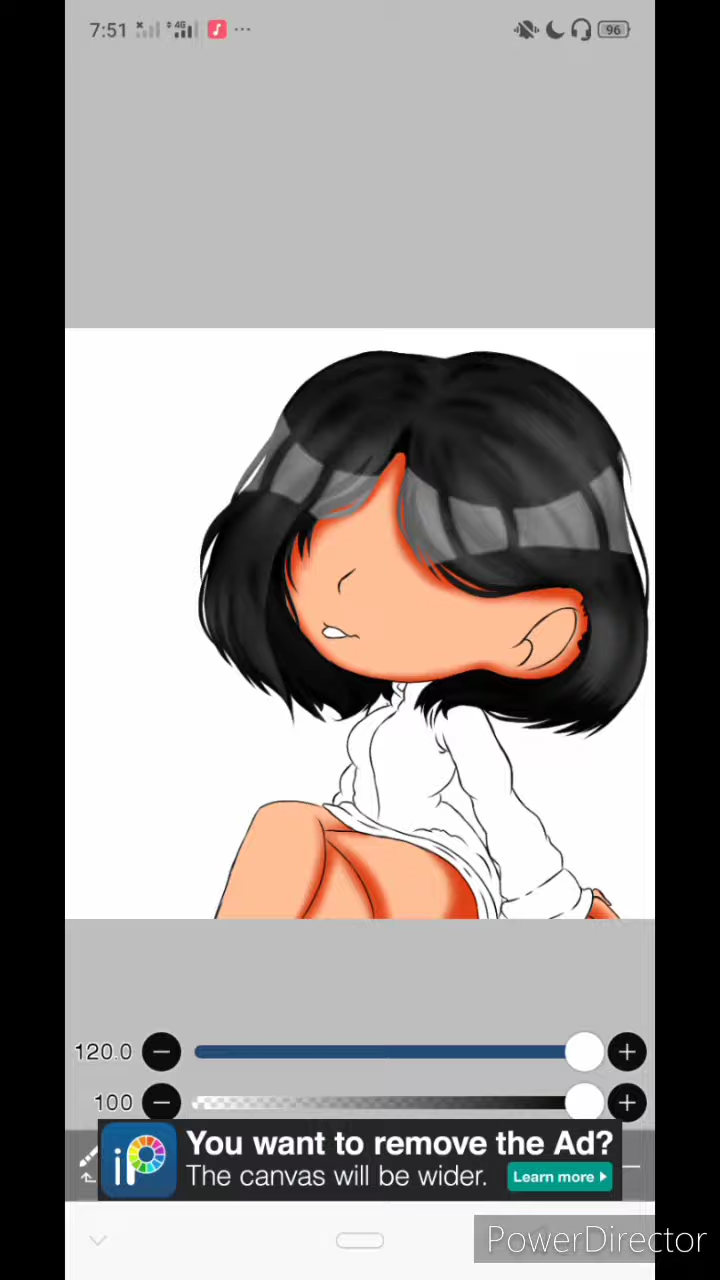 7:51 4G 96
120.0
100
You want to remove the Ad?
The canvas will be wider.
Learn more
PowerDirector